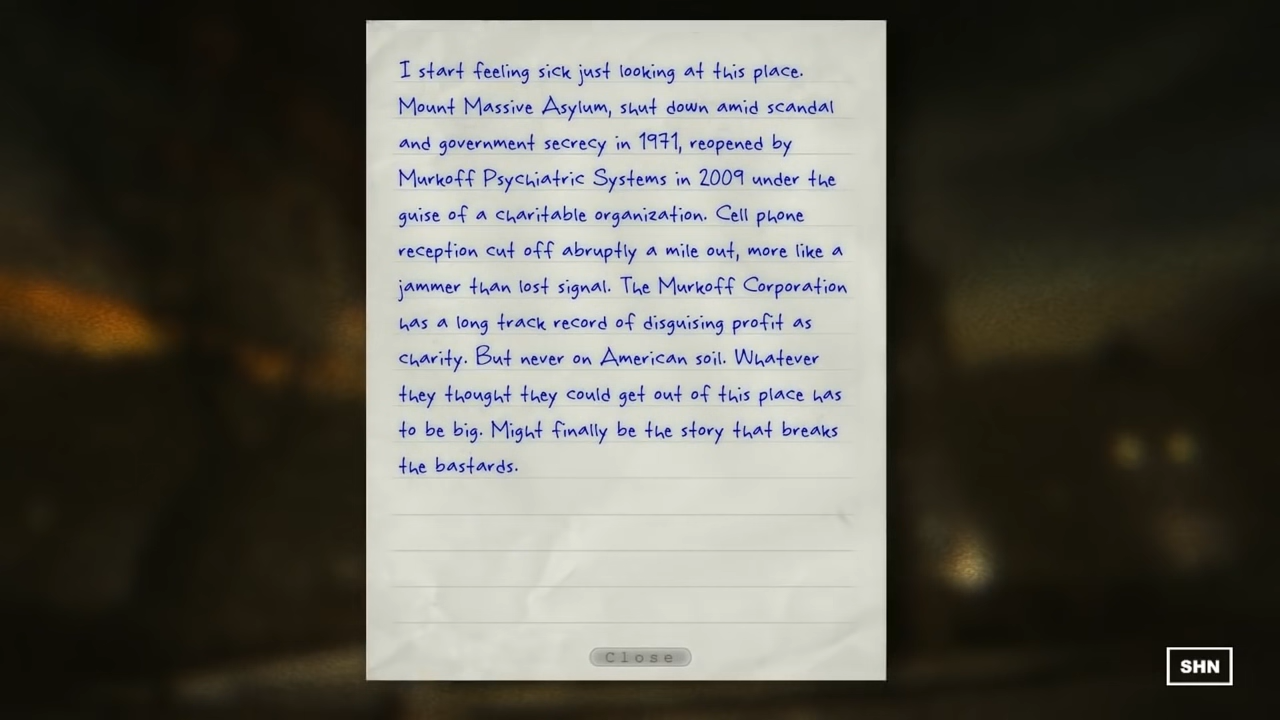 I start feeling sick just looking at this place.
Mount Massive Asylum, shut down amid scandal
and government secrecy in 1971, reopened by
Murkoff Psychiatric Systems in 2009 under the
guise of a charitable organization. Cell phone
reception cut off abruptly a mile out, more like a
jammer than lost signal. The Murkoff Corporation
has a long track record of disguising profit as
charity. But never on American soil. Whatever
they thought they could get out of this place has
to be big. Might finally be the story that breaks
the bastards.
Close
SHN